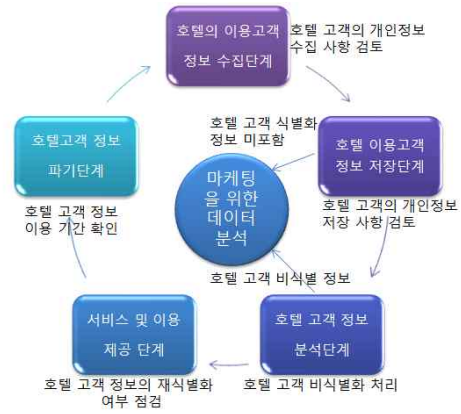 호텔의 이용고객
정보 수집단계
호텔 고객의 개인정보
수집 사항 검토
호텔 이용고객
정보 저장단계
호텔 고객의 개인정보
저장 사항 검토
호텔 고객 식별화
정보 미포함
마케팅
을 위한
데이터
분석
호텔 고객 비식별 정보
호텔 고객 정보
분석단계
호텔 고객 비식별화 처리
서비스 및 이용
제공 단계
호텔 고객 정보의 재식별화
여부 점검
호텔고객 정보
파기단계
호텔 고객 정보
이용 기간 확인